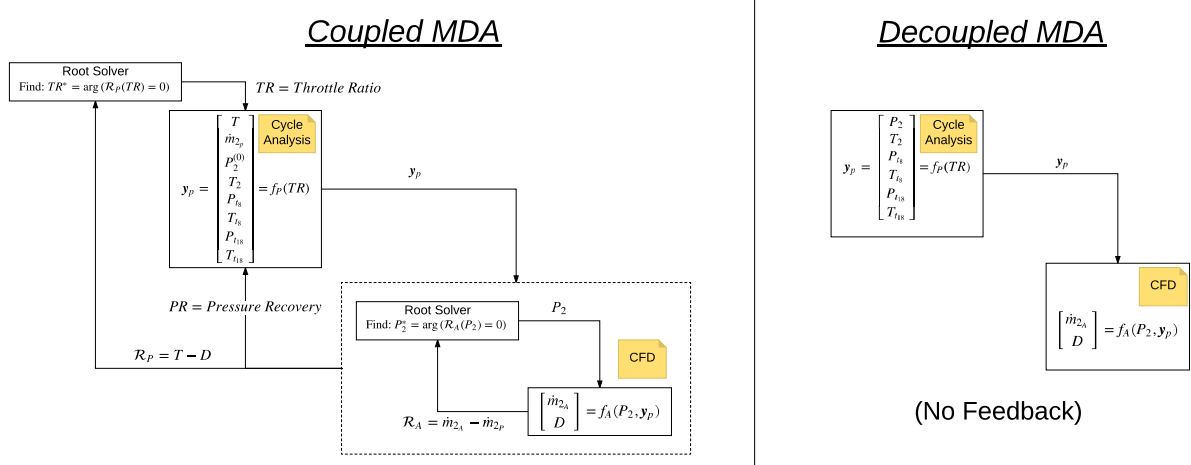 Coupled MDA
Root Solver
Find: TR* = arg (ℛ_P(TR) = 0)
TR = Throttle Ratio
Cycle
Analysis
y_p = [T
ṁ_{2_p}
P_2^{(0)}
T_2
P_{t_8}
T_{t_8}
P_{t_{18}}
T_{t_{18}}] = f_P(TR)
y_p
PR = Pressure Recovery
ℛ_P = T − D
Root Solver
Find: P_2^* = arg (ℛ_A(P_2) = 0)
P_2
CFD
[ṁ_{2_A}
D] = f_A(P_2, y_p)
ℛ_A = ṁ_{2_A} − ṁ_{2_P}
Decoupled MDA
Cycle
Analysis
y_p = [P_2
T_2
P_{t_8}
T_{t_8}
P_{t_{18}}
T_{t_{18}}] = f_P(TR)
y_p
CFD
[ṁ_{2_A}
D] = f_A(P_2, y_p)
(No Feedback)